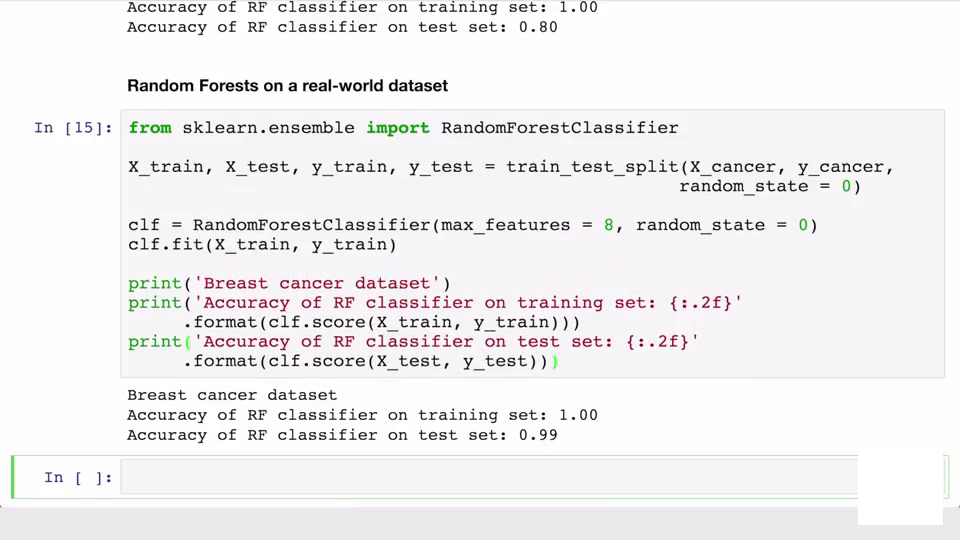 Accuracy of RF classifier on training set: 1.00
Accuracy of RF classifier on test set: 0.80
Random Forests on a real-world dataset
In [15]: from sklearn.ensemble import RandomForestClassifier
X_train, X_test, y_train, y_test = train_test_split(X_cancer, y_cancer,
random_state = 0)
clf = RandomForestClassifier(max_features = 8, random_state = 0)
clf.fit(X_train, y_train)
print('Breast cancer dataset')
print('Accuracy of RF classifier on training set: {:.2f}'
.format(clf.score(X_train, y_train)))
print('Accuracy of RF classifier on test set: {:.2f}'
.format(clf.score(X_test, y_test)))
Breast cancer dataset
Accuracy of RF classifier on training set: 1.00
Accuracy of RF classifier on test set: 0.99
In [ ]: